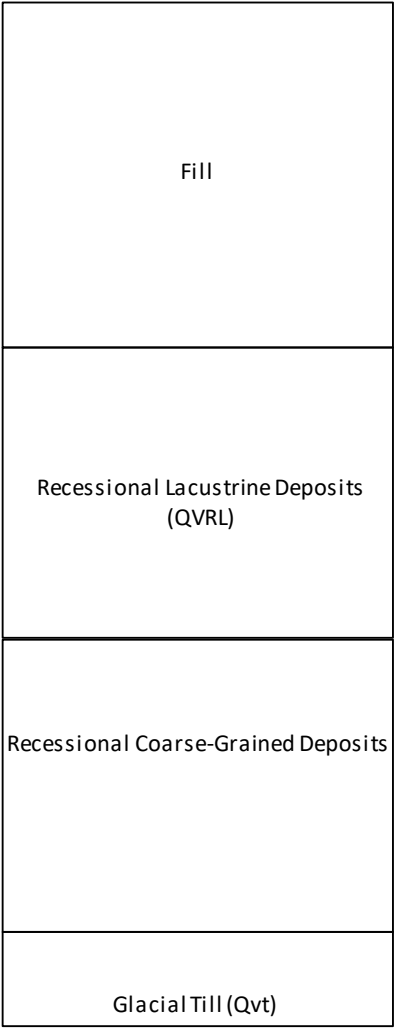 Fill
Recessional Lacustrine Deposits
(QVRL)
Recessional Coarse-Grained Deposits
Glacial Till (Qvt)